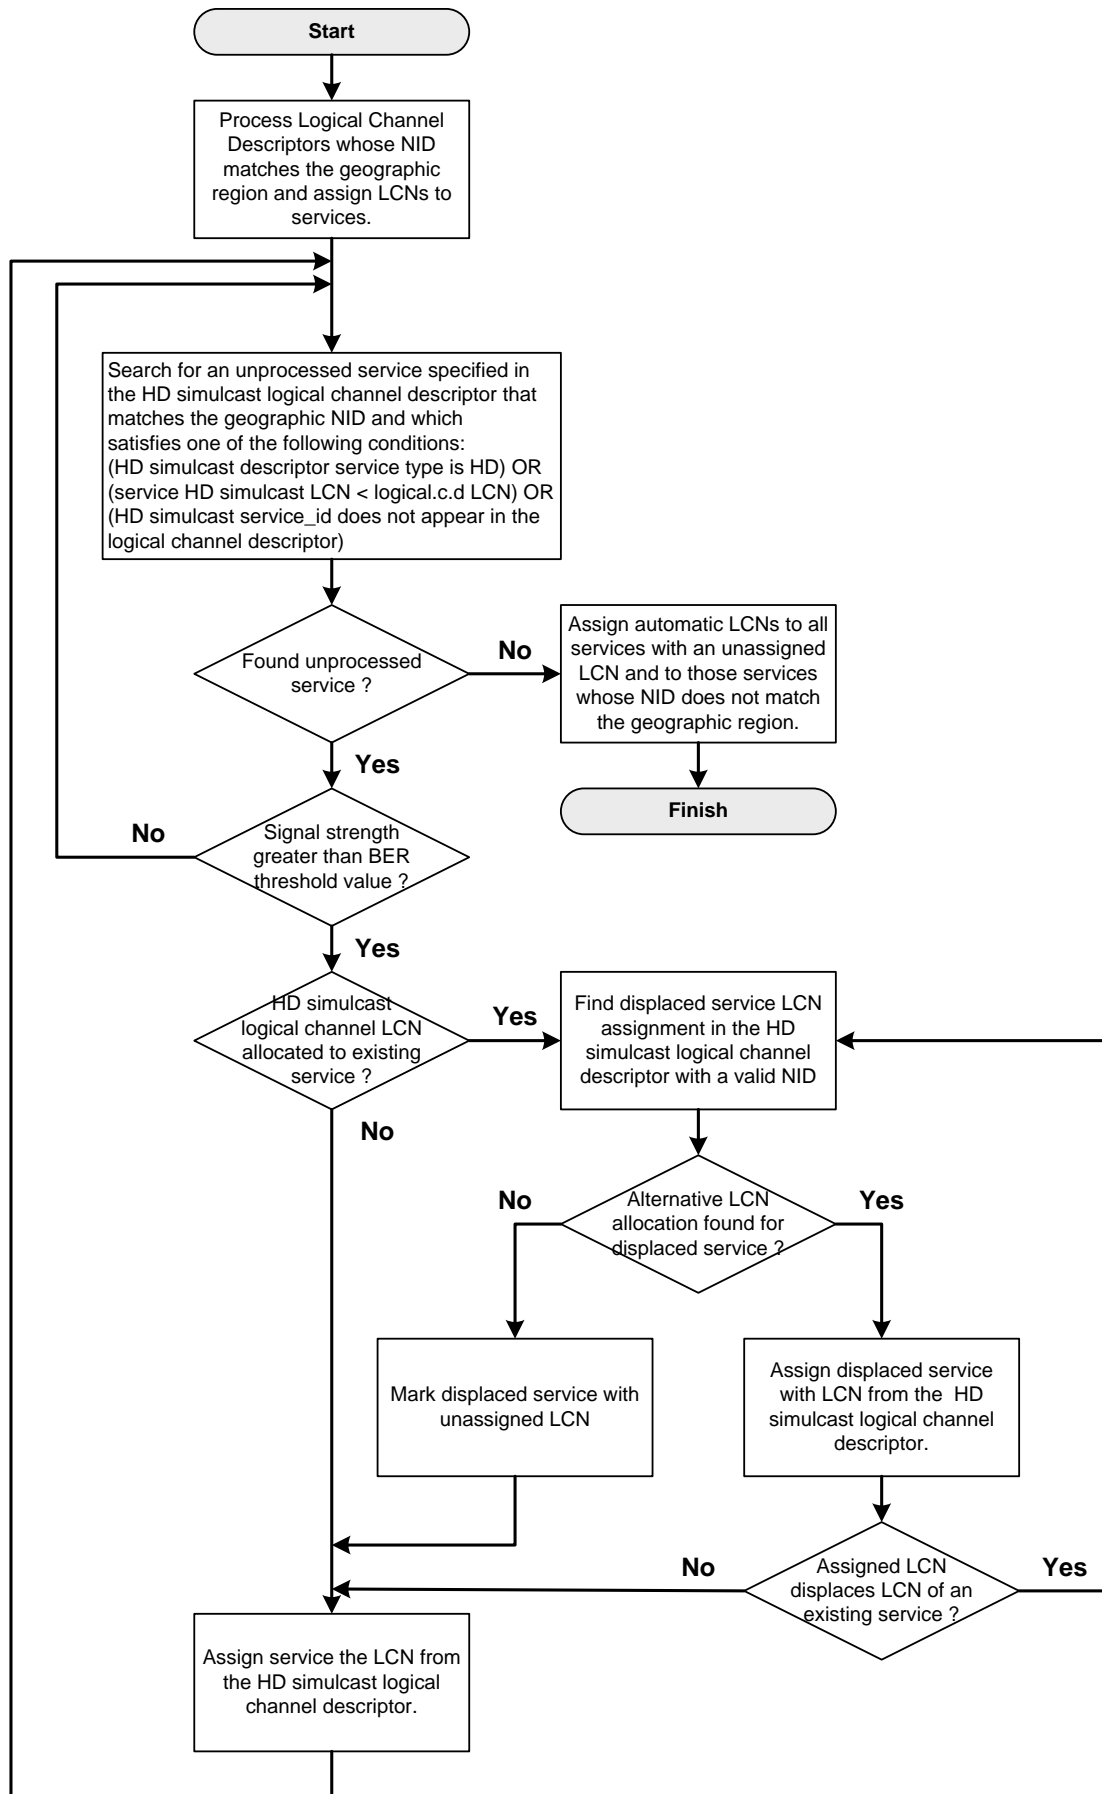 Start
Process Logical Channel
Descriptors whose NID
matches the geographic
region and assign LCNs to
services.
Search for an unprocessed service specified in
the HD simulcast logical channel descriptor that
matches the geographic NID and which
satisfies one of the following conditions:
(HD simulcast descriptor service type is HD) OR
(service HD simulcast LCN < logical.c.d LCN) OR
(HD simulcast service_id does not appear in the
logical channel descriptor)
Found unprocessed
service ?
No
Assign automatic LCNs to all
services with an unassigned
LCN and to those services
whose NID does not match
the geographic region.
Yes
Finish
No
Signal strength
greater than BER
threshold value ?
Yes
HD simulcast
logical channel LCN
allocated to existing
service ?
Yes
Find displaced service LCN
assignment in the HD
simulcast logical channel
descriptor with a valid NID
No
No
Alternative LCN
allocation found for
displaced service ?
Yes
Mark displaced service with
unassigned LCN
Assign displaced service
with LCN from the HD
simulcast logical channel
descriptor.
No
Assigned LCN
displaces LCN of an
existing service ?
Yes
Assign service the LCN from
the HD simulcast logical
channel descriptor.